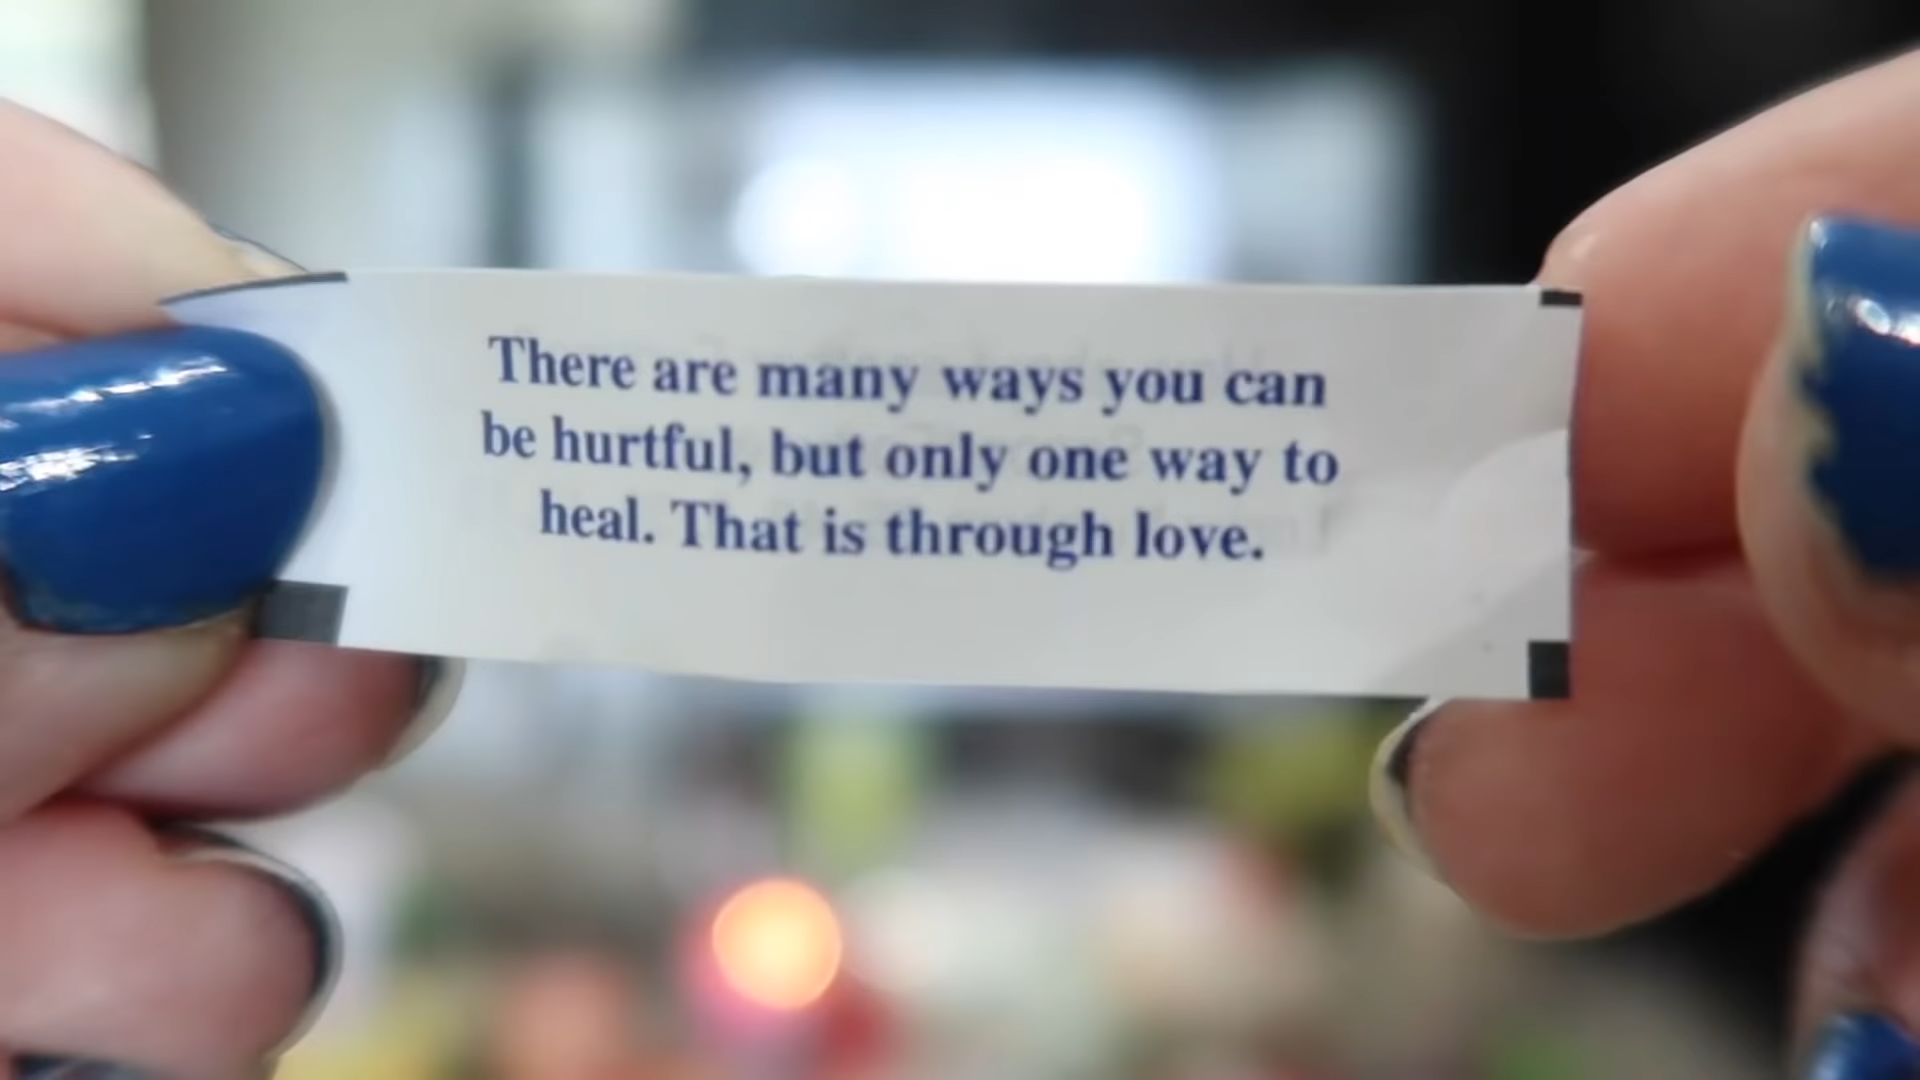 There are many ways you can
be hurtful, but only one way to
heal. That is through love.